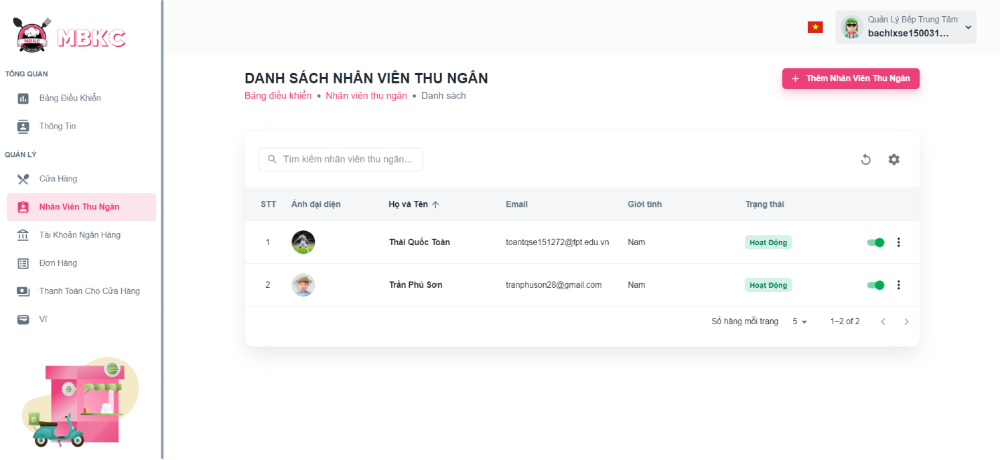 MBKC
MBKC
Quản Lý Bếp Trung Tâm
bachlxse150031...
TỔNG QUAN
Bảng Điều Khiển
Thông Tin
QUẢN LÝ
Cửa Hàng
Nhân Viên Thu Ngân
Tài Khoản Ngân Hàng
Đơn Hàng
Thanh Toán Cho Cửa Hàng
Ví
DANH SÁCH NHÂN VIÊN THU NGÂN
Bảng điều khiển • Nhân viên thu ngân • Danh sách
+ Thêm Nhân Viên Thu Ngân
Tìm kiếm nhân viên thu ngân...
STT Ảnh đại diện Họ và Tên ↑ Email Giới tính Trạng thái
1 Thái Quốc Toàn toantqse151272@fpt.edu.vn Nam Hoạt Động
2 Trần Phú Sơn tranphuson28@gmail.com Nam Hoạt Động
Số hàng mỗi trang 5 1–2 of 2